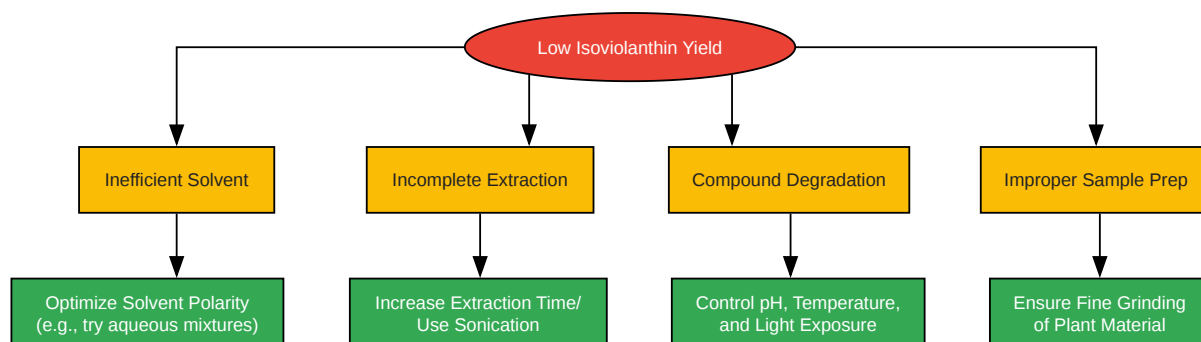 Low Isoviolanthin Yield
Inefficient Solvent
Incomplete Extraction
Compound Degradation
Improper Sample Prep
Optimize Solvent Polarity
(e.g., try aqueous mixtures)
Increase Extraction Time/
Use Sonication
Control pH, Temperature,
and Light Exposure
Ensure Fine Grinding
of Plant Material